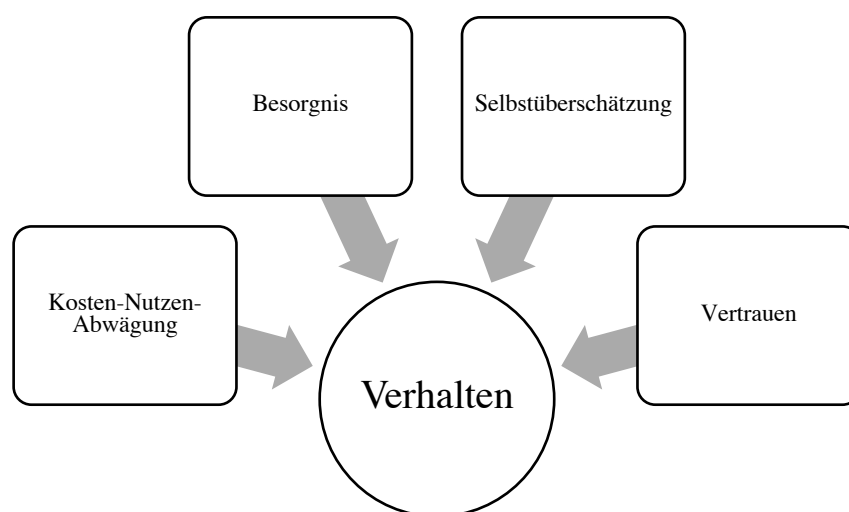 Besorgnis
Selbstüberschätzung
Kosten-Nutzen-
Abwägung
Vertrauen
Verhalten